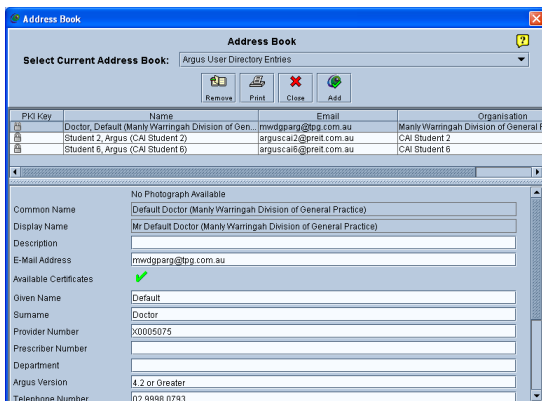 Address Book
Address Book
?
Select Current Address Book: Argus User Directory Entries
Remove Print Close Add
PKI Key Name Email Organisation
Doctor, Default (Manly Warringah Division of Gen... mwdgparg@tpg.com.au Manly Warringah Division of General F
Student 2, Argus (CAI Student 2) arguscai2@preit.com.au CAI Student 2
Student 6, Argus (CAI Student 6) arguscai6@preit.com.au CAI Student 6
No Photograph Available
Common Name Default Doctor (Manly Warringah Division of General Practice)
Display Name Mr Default Doctor (Manly Warringah Division of General Practice)
Description
E-Mail Address mwdgparg@tpg.com.au
Available Certificates
Given Name Default
Surname Doctor
Provider Number X0005075
Prescriber Number
Department
Argus Version 4.2 or Greater
Telephone Number 02 9998 0793